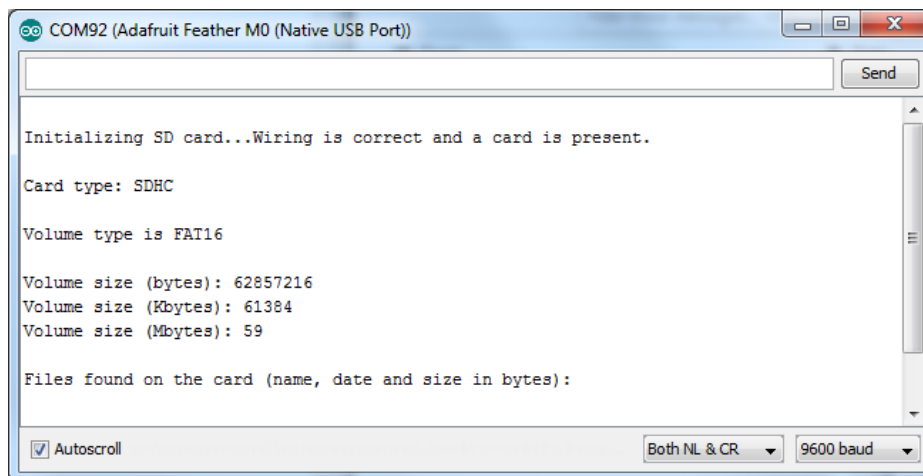 COM92 (Adafruit Feather M0 (Native USB Port))
Send
Initializing SD card...Wiring is correct and a card is present.
Card type: SDHC
Volume type is FAT16
Volume size (bytes): 62857216
Volume size (Kbytes): 61384
Volume size (Mbytes): 59
Files found on the card (name, date and size in bytes):
Autoscroll
Both NL & CR
9600 baud